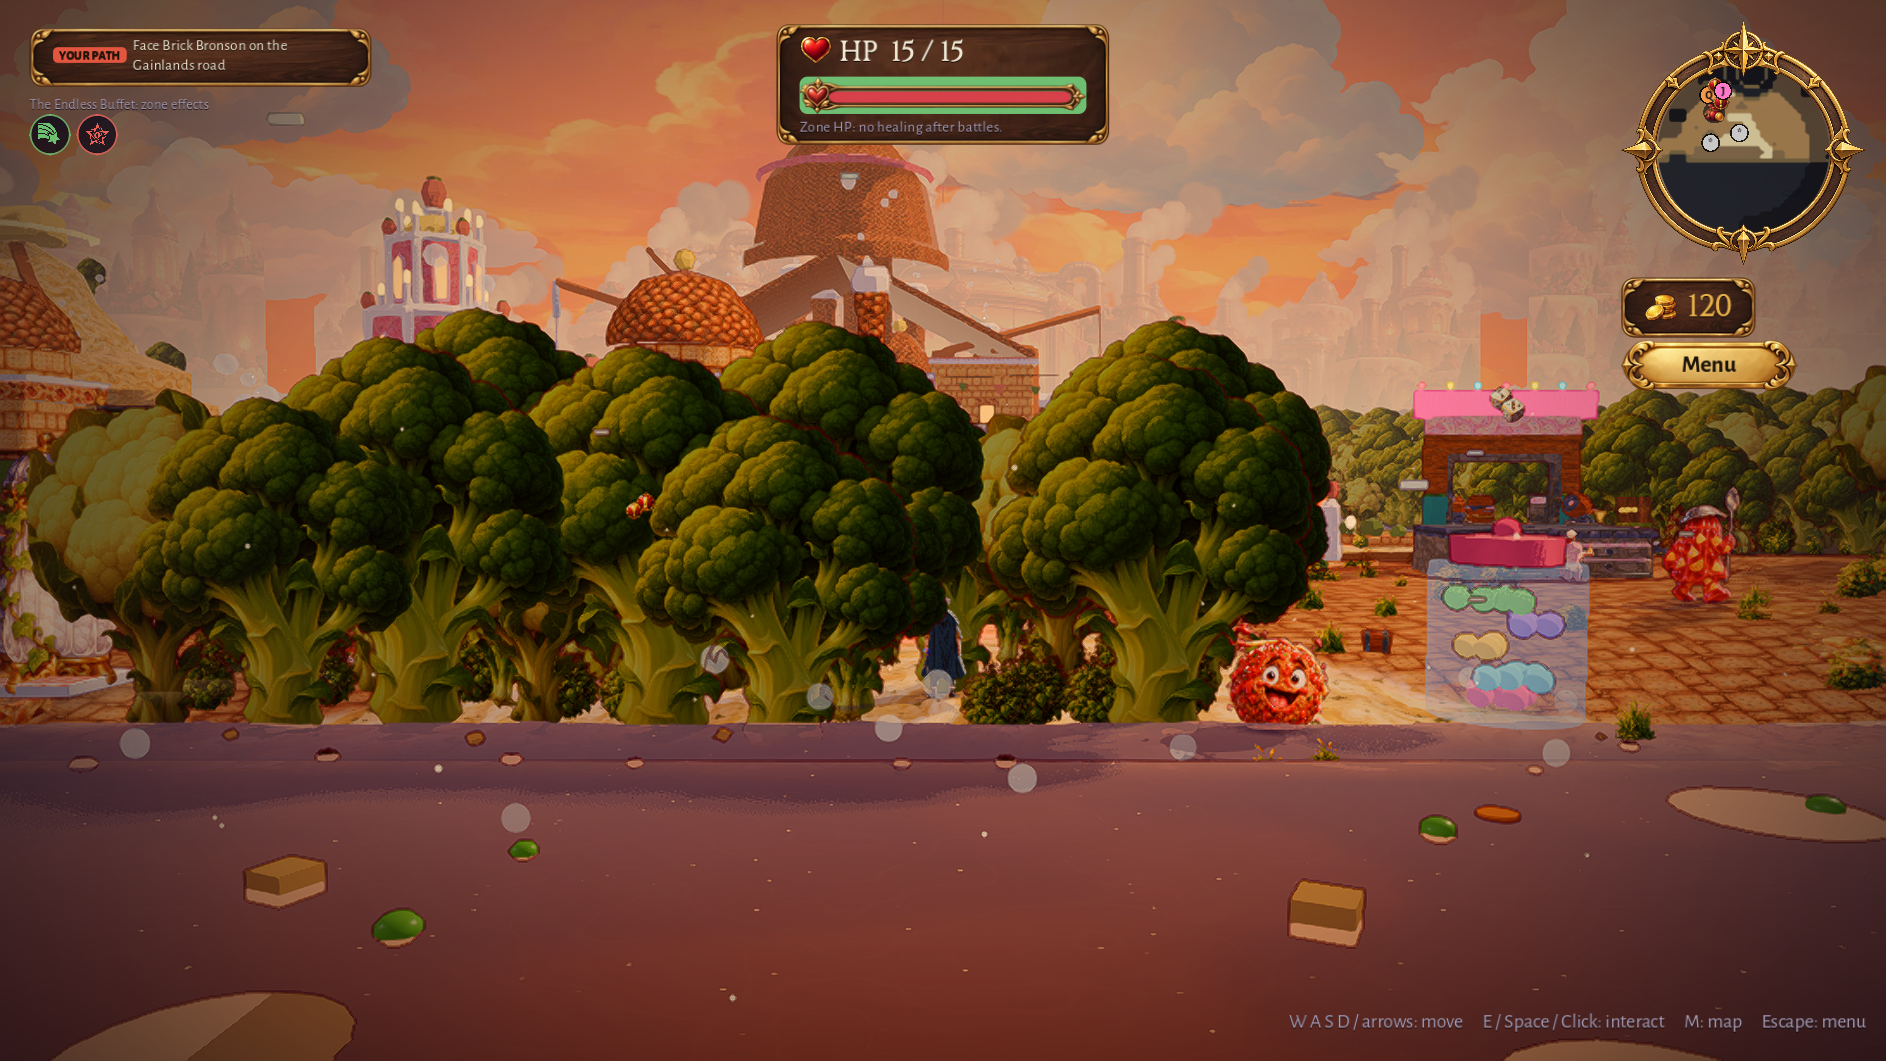 YOUR PATH
Face Brick Bronson on the
Gainlands road
The Endless Buffet: zone effects
HP 15 / 15
Zone HP: no healing after battles.
120
Menu
W A S D / arrows: move E / Space / Click: interact M: map Escape: menu